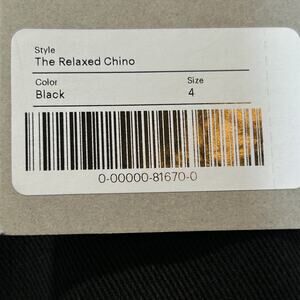 Style
The Relaxed Chino
Color Size
Black 4
0-00000-81670-0